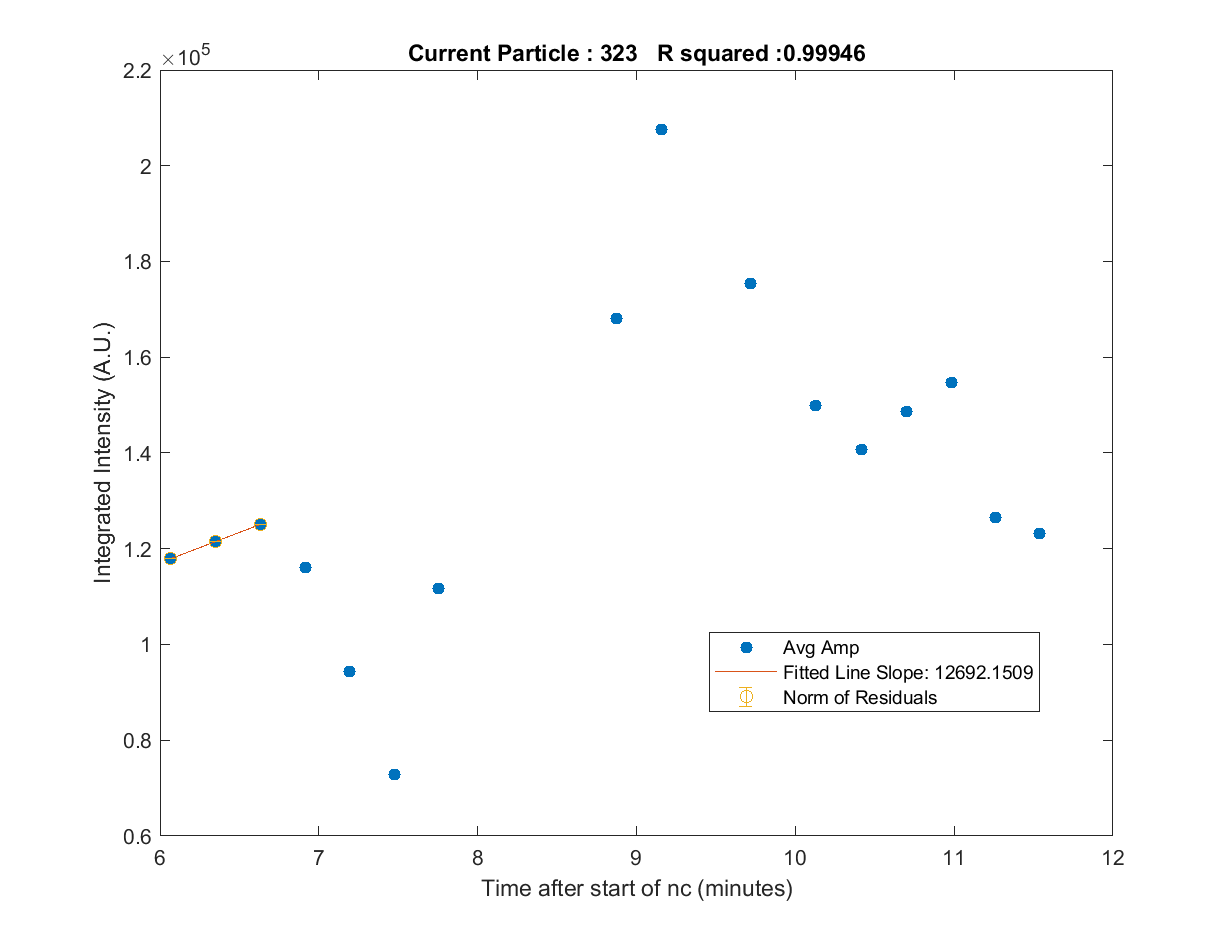 Current Particle : 323 R squared :0.99946
×10^5
2.2
2
1.8
1.6
1.4
1.2
1
0.8
0.6
Integrated Intensity (A.U.)
Avg Amp
Fitted Line Slope: 12692.1509
Norm of Residuals
6 7 8 9 10 11 12
Time after start of nc (minutes)